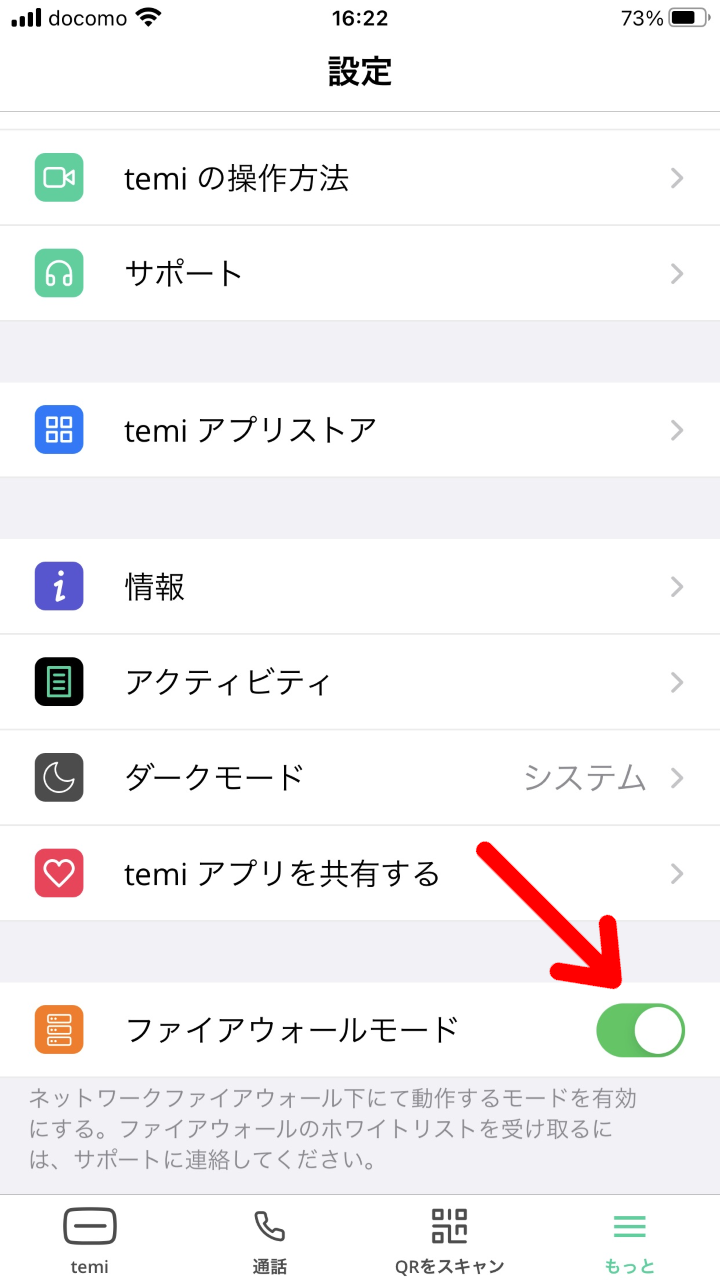 docomo 16:22 73%
設定
temi の操作方法
サポート
temi アプリストア
情報
アクティビティ
ダークモード システム
temi アプリを共有する
ファイアウォールモード
ネットワークファイアウォール下にて動作するモードを有効
にする。ファイアウォールのホワイトリストを受け取るに
は、サポートに連絡してください。
temi 通話 QRをスキャン もっと